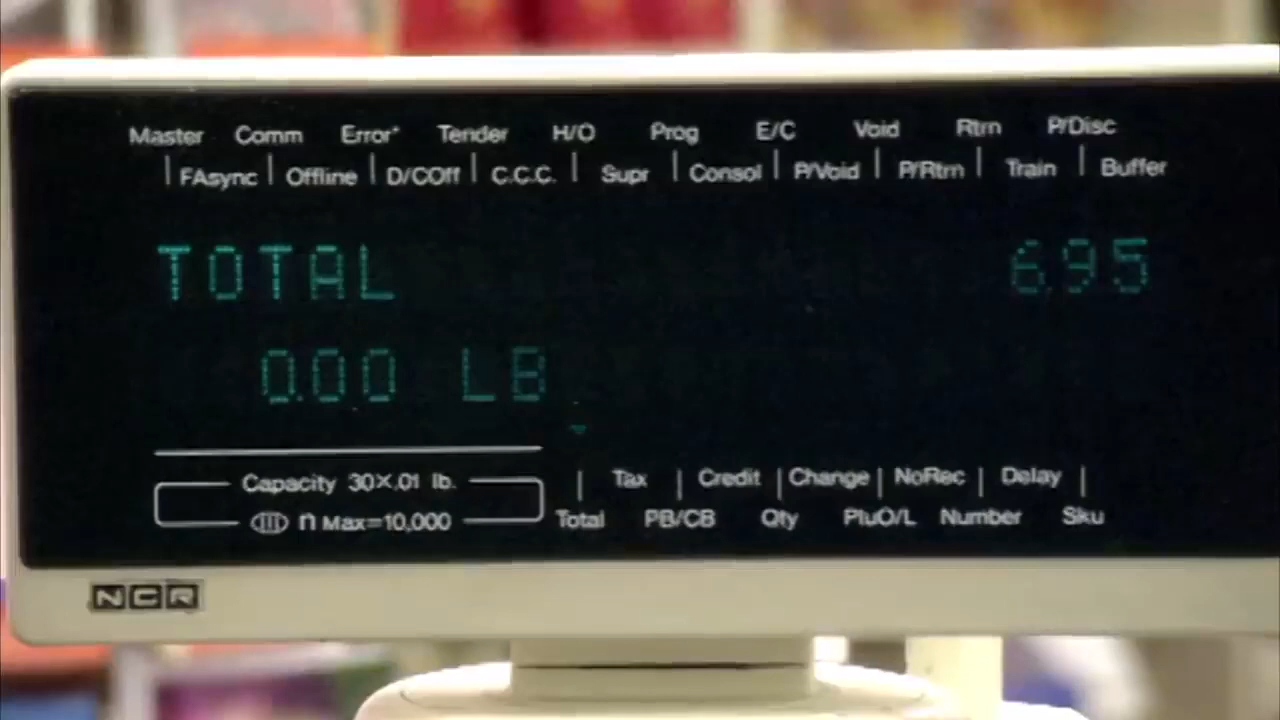 Master Comm Error* Tender H/O Prog E/C Void Rtrn P/Disc
FAsync Offline D/COff C.C.C. Supr Consol P/Void P/Rtrn Train Buffer
TOTAL 6.95
0.00 LB
Capacity 30X.01 lb.
III n Max=10,000
Tax Credit Change NoRec Delay
Total PB/CB Qty PluO/L Number Sku
NCR